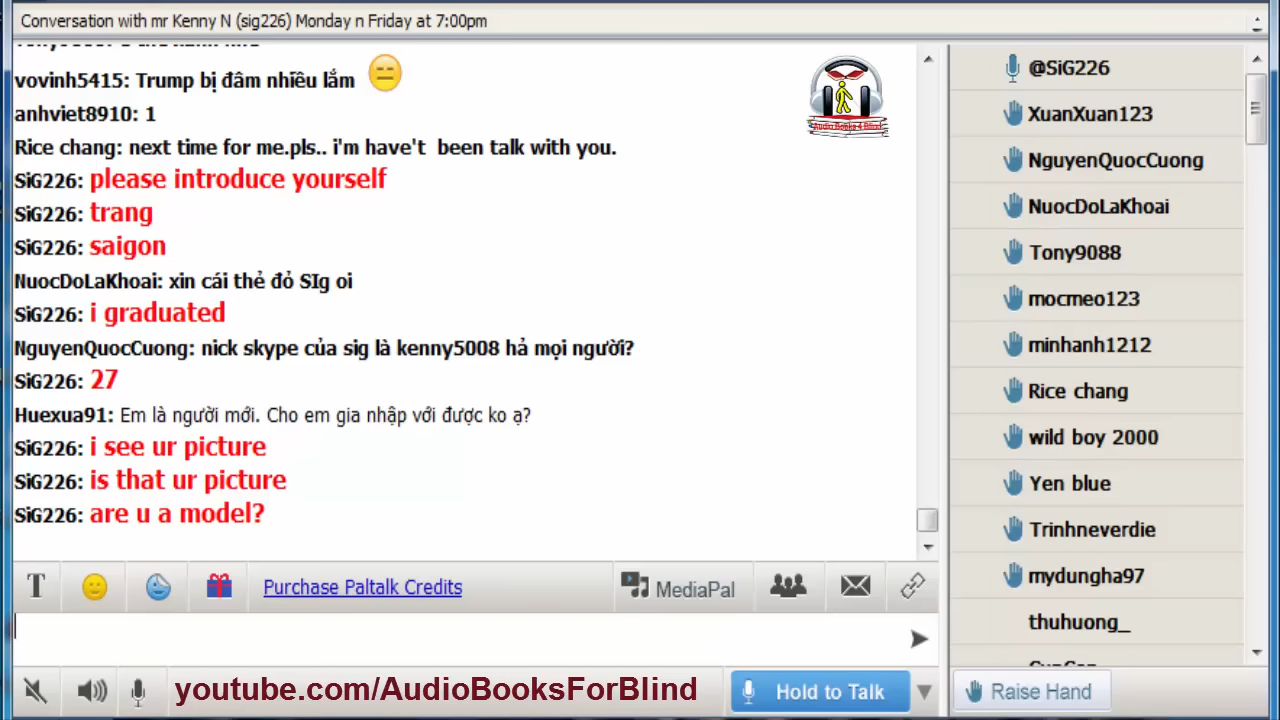 Conversation with mr Kenny N (sig226) Monday n Friday at 7:00pm
vovinh5415: Trump bị đâm nhiều lắm
anhviet8910: 1
Rice chang: next time for me.pls.. i'm have't been talk with you.
SiG226: please introduce yourself
SiG226: trang
SiG226: saigon
NuocDoLaKhoai: xin cái thẻ đỏ SIg oi
SiG226: i graduated
NguyenQuocCuong: nick skype của sig là kenny5008 hả mọi người?
SiG226: 27
Huexua91: Em là người mới. Cho em gia nhập với được ko ạ?
SiG226: i see ur picture
SiG226: is that ur picture
SiG226: are u a model?
Audio Books 4 Blind
T
Purchase Paltalk Credits
MediaPal
youtube.com/AudioBooksForBlind
Hold to Talk
@SiG226
XuanXuan123
NguyenQuocCuong
NuocDoLaKhoai
Tony9088
mocmeo123
minhanh1212
Rice chang
wild boy 2000
Yen blue
Trinhneverdie
mydungha97
thuhuong_
Raise Hand